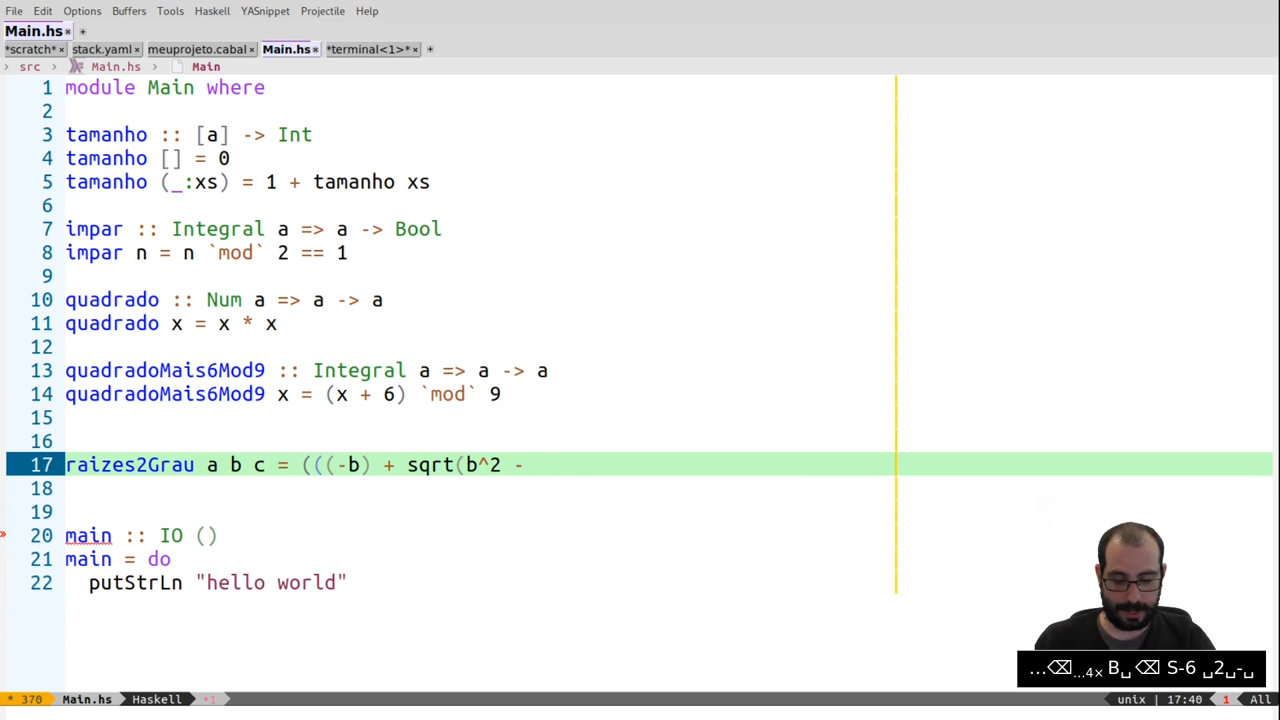 File Edit Options Buffers Tools Haskell YASnippet Projectile Help
Main.hs × +
*scratch* × stack.yaml × meuprojeto.cabal × Main.hs × *terminal<1>* × +
› src › Main.hs › Main
1 module Main where
2
3 tamanho :: [a] -> Int
4 tamanho [] = 0
5 tamanho (_:xs) = 1 + tamanho xs
6
7 impar :: Integral a => a -> Bool
8 impar n = n `mod` 2 == 1
9
10 quadrado :: Num a => a -> a
11 quadrado x = x * x
12
13 quadradoMais6Mod9 :: Integral a => a -> a
14 quadradoMais6Mod9 x = (x + 6) `mod` 9
15
16
17 raizes2Grau a b c = (((-b) + sqrt(b^2 -
18
19
20 main :: IO ()
21 main = do
22 putStrLn "hello world"
...⌫...4× B␣⌫ S-6 ␣2␣-␣
* 370 Main.hs Haskell •1 unix | 17:40 1 All